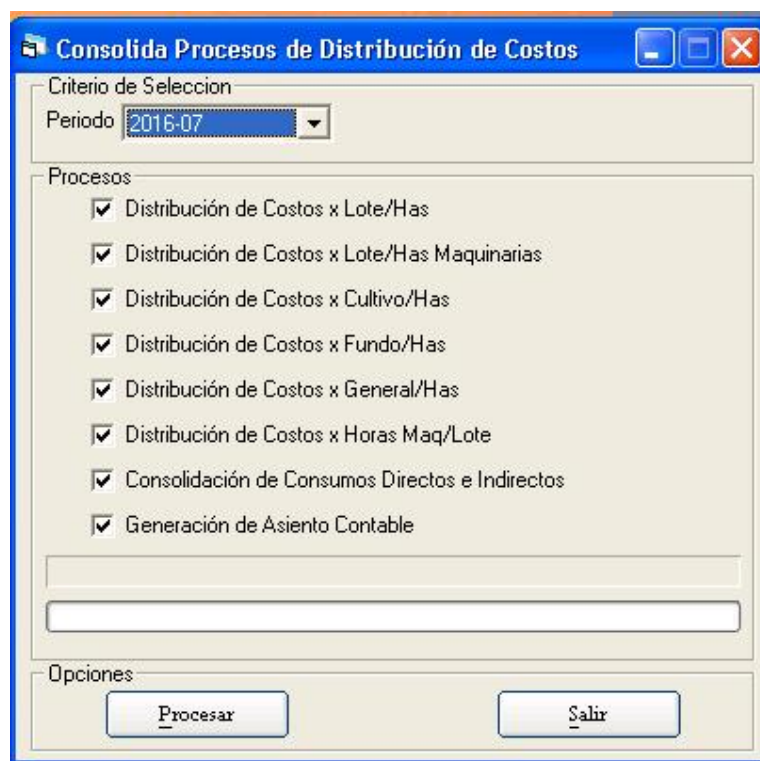 Consolida Procesos de Distribución de Costos
Criterio de Seleccion
Periodo 2016-07
Procesos
Distribución de Costos x Lote/Has
Distribución de Costos x Lote/Has Maquinarias
Distribución de Costos x Cultivo/Has
Distribución de Costos x Fundo/Has
Distribución de Costos x General/Has
Distribución de Costos x Horas Maq/Lote
Consolidación de Consumos Directos e Indirectos
Generación de Asiento Contable
Opciones
Procesar Salir